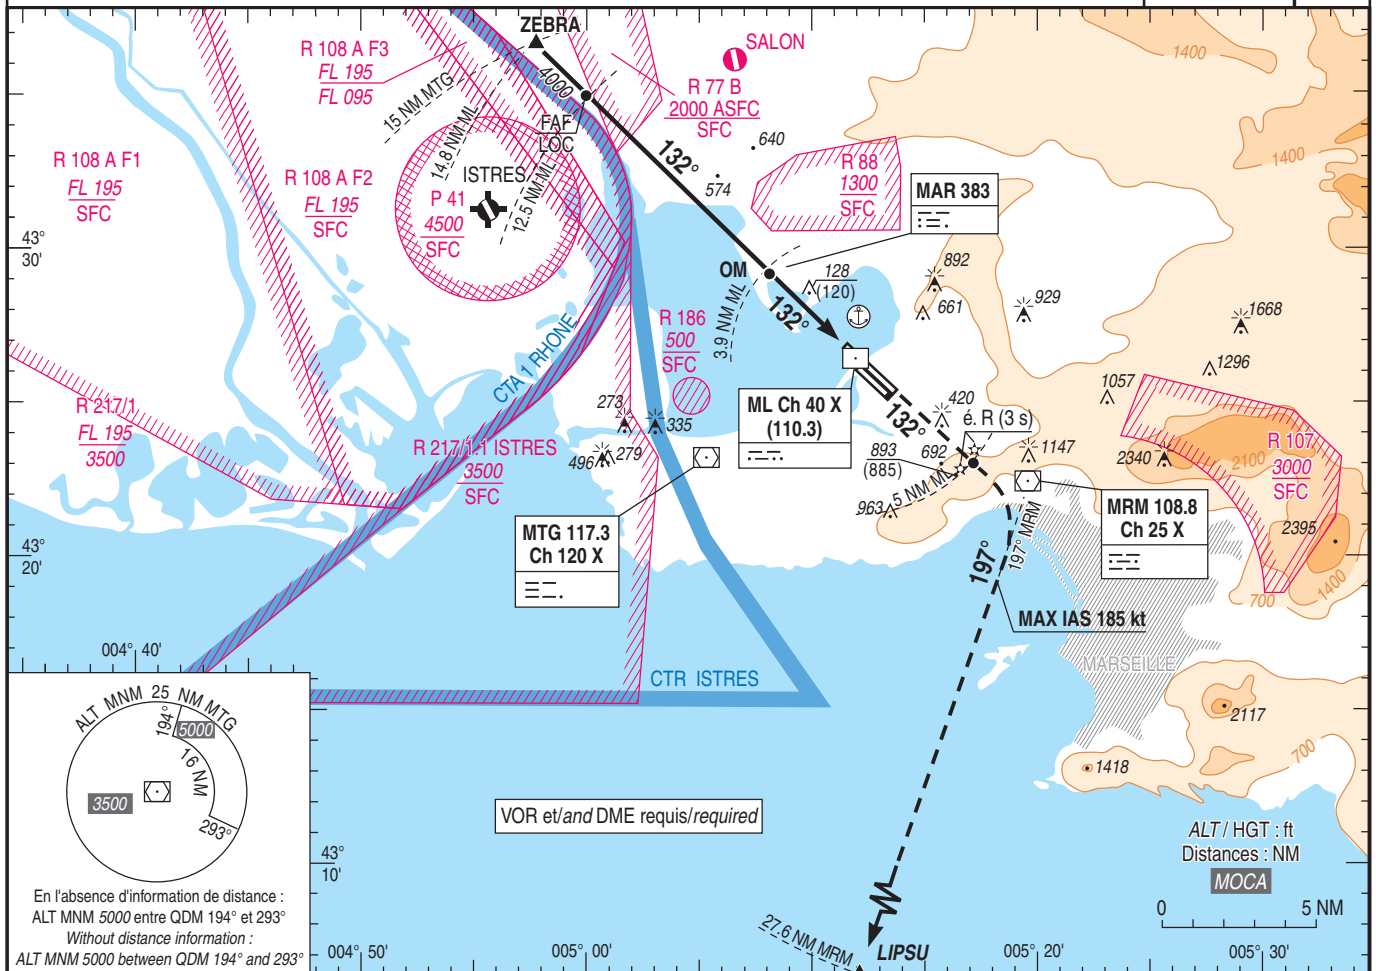 ZEBRA
R 108 A F3
FL 195
FL 095
15 NM MTG
4000
14.8 NM ML
FAF
LOC
12.5 NM ML
SALON
R 77 B
2000 ASFC
SFC
640
574
132°
1400
1400
R 108 A F1
FL 195
SFC
R 108 A F2
FL 195
SFC
ISTRES
P 41
4500
SFC
R 88
1300
SFC
MAR 383
43°
30'
OM
128
(120)
892
661
929
1668
132°
3.9 NM ML
R 186
500
SFC
CTA 1 RHONE
1296
1057
R 217/1
FL 195
3500
273
335
R 217/1.1 ISTRES
3500
SFC
496
279
ML Ch 40 X
(110.3)
132°
420
é. R (3 s)
893
(885)
692
1147
963
5 NM ML
2340
2100
R 107
3000
SFC
2395
MTG 117.3
Ch 120 X
MRM 108.8
Ch 25 X
43°
20'
197°
197° MRM
MAX IAS 185 kt
700
1400
004° 40'
CTR ISTRES
MARSEILLE
2117
700
1418
ALT MNM 25 NM MTG
194°
5000
16 NM
3500
293°
En l'absence d'information de distance :
ALT MNM 5000 entre QDM 194° et 293°
Without distance information :
ALT MNM 5000 between QDM 194° and 293°
VOR et/and DME requis/required
43°
10'
ALT / HGT : ft
Distances : NM
MOCA
0 5 NM
27.6 NM MRM
LIPSU
004° 50'
005° 00'
005° 20'
005° 30'